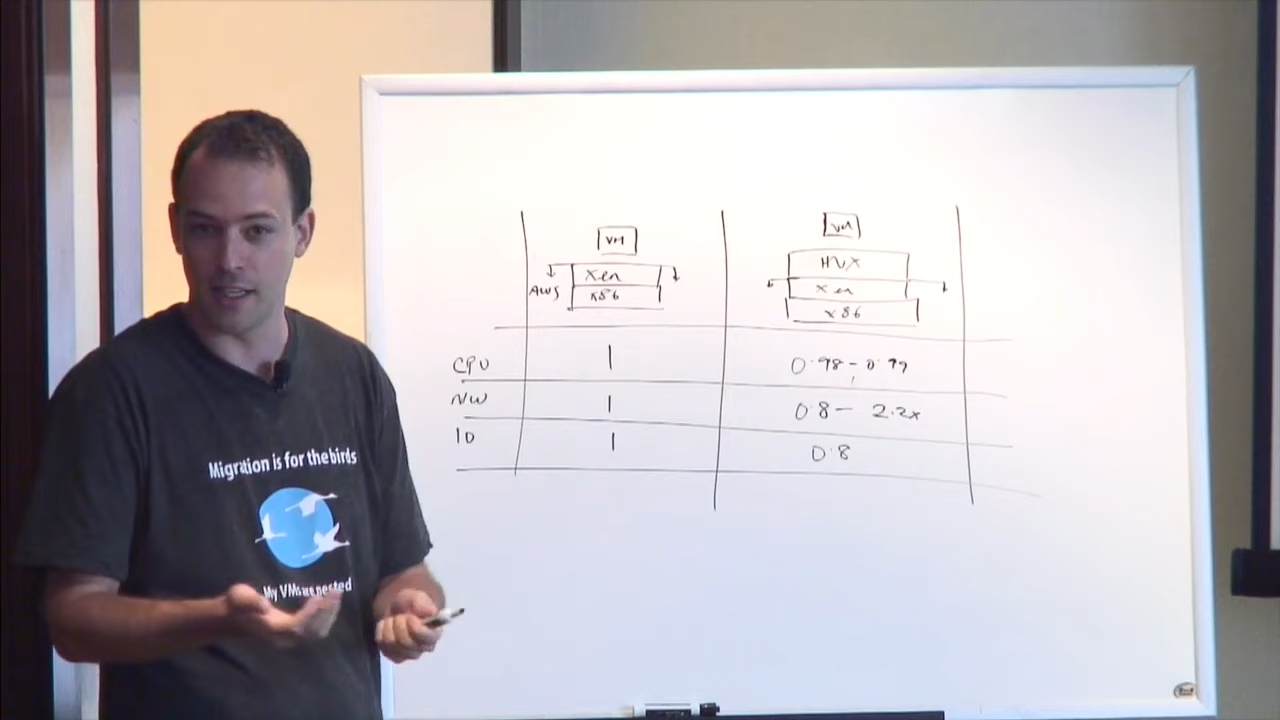 Migration is for the birds
My VMs are nested
VM
Xen
AWS x86
VM
HVX
Xen
x86
CPU 1 0.98 - 0.99
NW 1 0.8 - 2.2x
IO 1 0.8